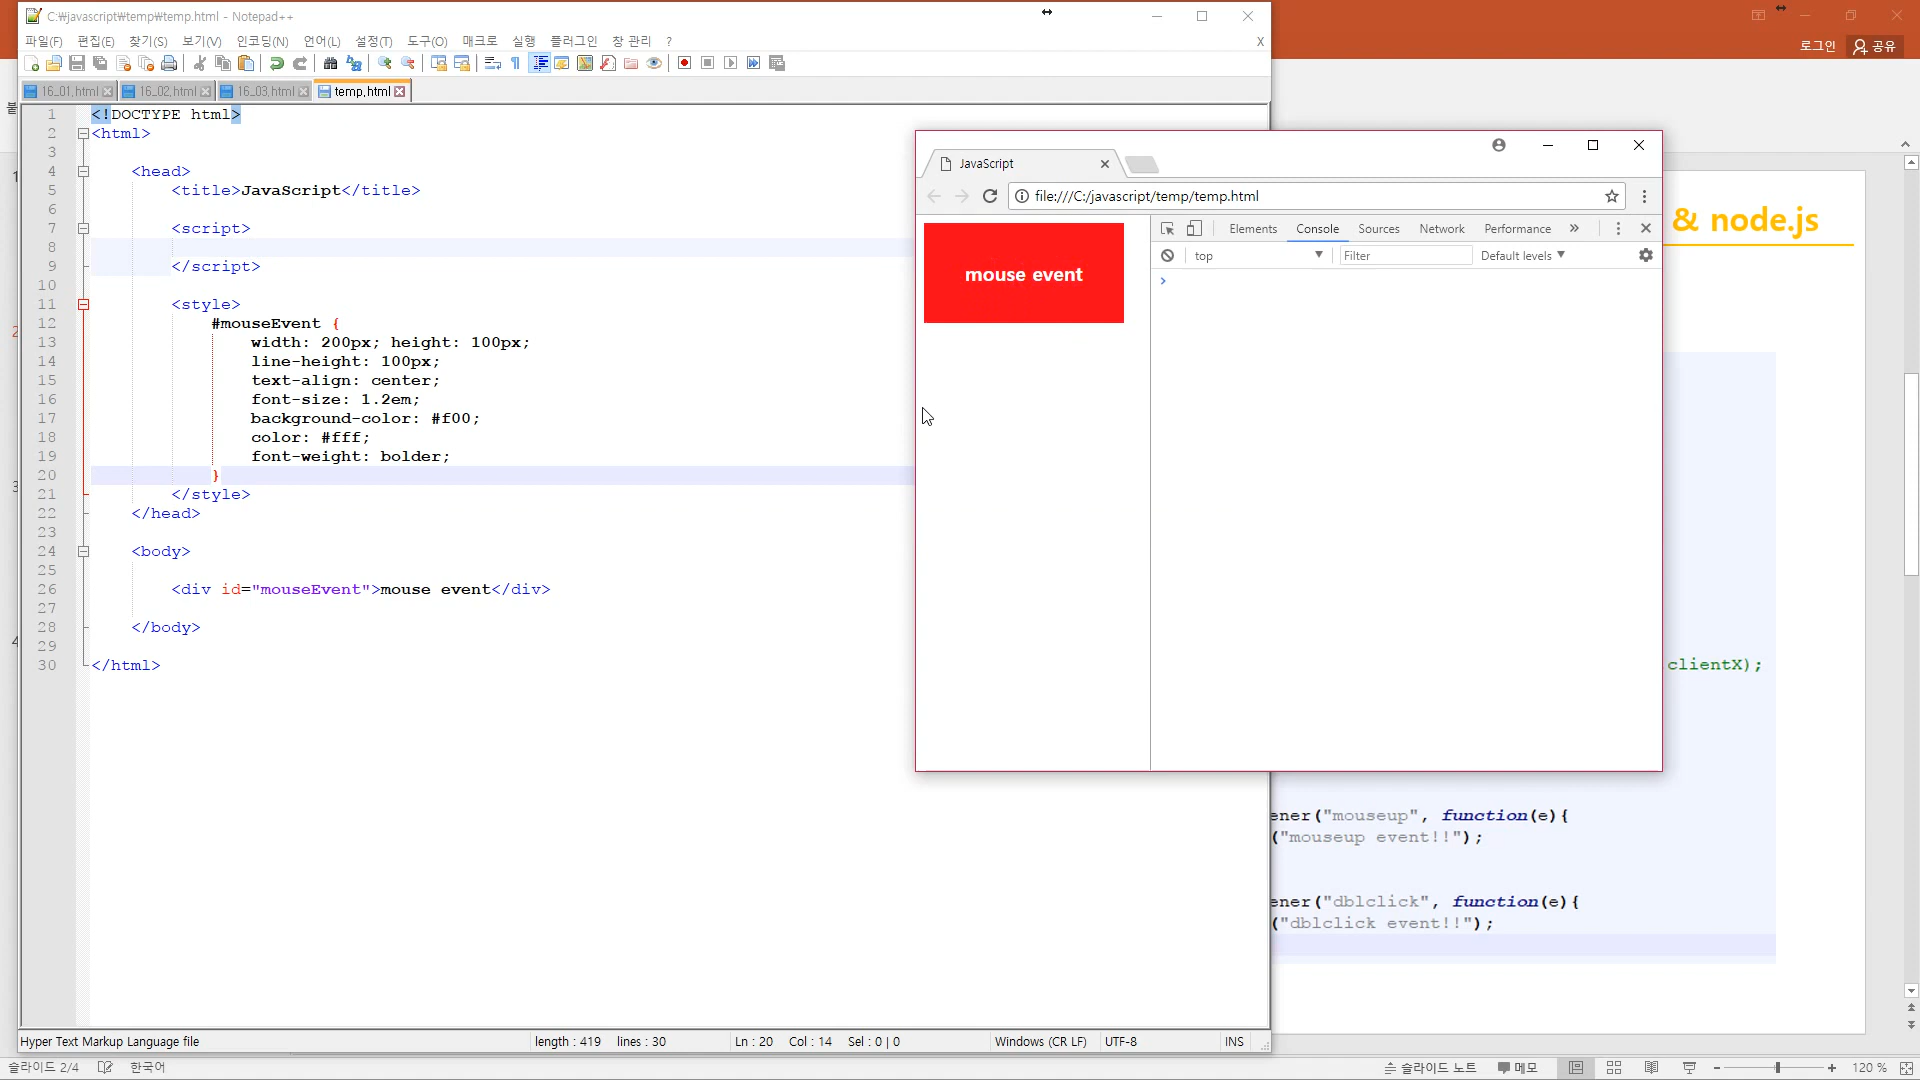 C:₩javascript₩temp₩temp.html - Notepad++
파일(F) 편집(E) 찾기(S) 보기(V) 인코딩(N) 언어(L) 설정(T) 도구(O) 매크로 실행 플러그인 창 관리 ? X
로그인 공유
16_01.html 16_02.html 16_03.html temp.html
1 <!DOCTYPE html>
2 <html>
3
4 <head>
5 <title>JavaScript</title>
6
7 <script>
8
9 </script>
10
11 <style>
12 #mouseEvent {
13 width: 200px; height: 100px;
14 line-height: 100px;
15 text-align: center;
16 font-size: 1.2em;
17 background-color: #f00;
18 color: #fff;
19 font-weight: bolder;
20 }
21 </style>
22 </head>
23
24 <body>
25
26 <div id="mouseEvent">mouse event</div>
27
28 </body>
29
30 </html>
JavaScript
file:///C:/javascript/temp/temp.html
mouse event
Elements Console Sources Network Performance »
top Filter Default levels
& node.js
clientX);
ener("mouseup", function(e){
("mouseup event!!");
ener("dblclick", function(e){
("dblclick event!!");
Hyper Text Markup Language file length : 419 lines : 30 Ln : 20 Col : 14 Sel : 0 | 0 Windows (CR LF) UTF-8 INS
슬라이드 2/4 한국어 슬라이드 노트 메모 120 %